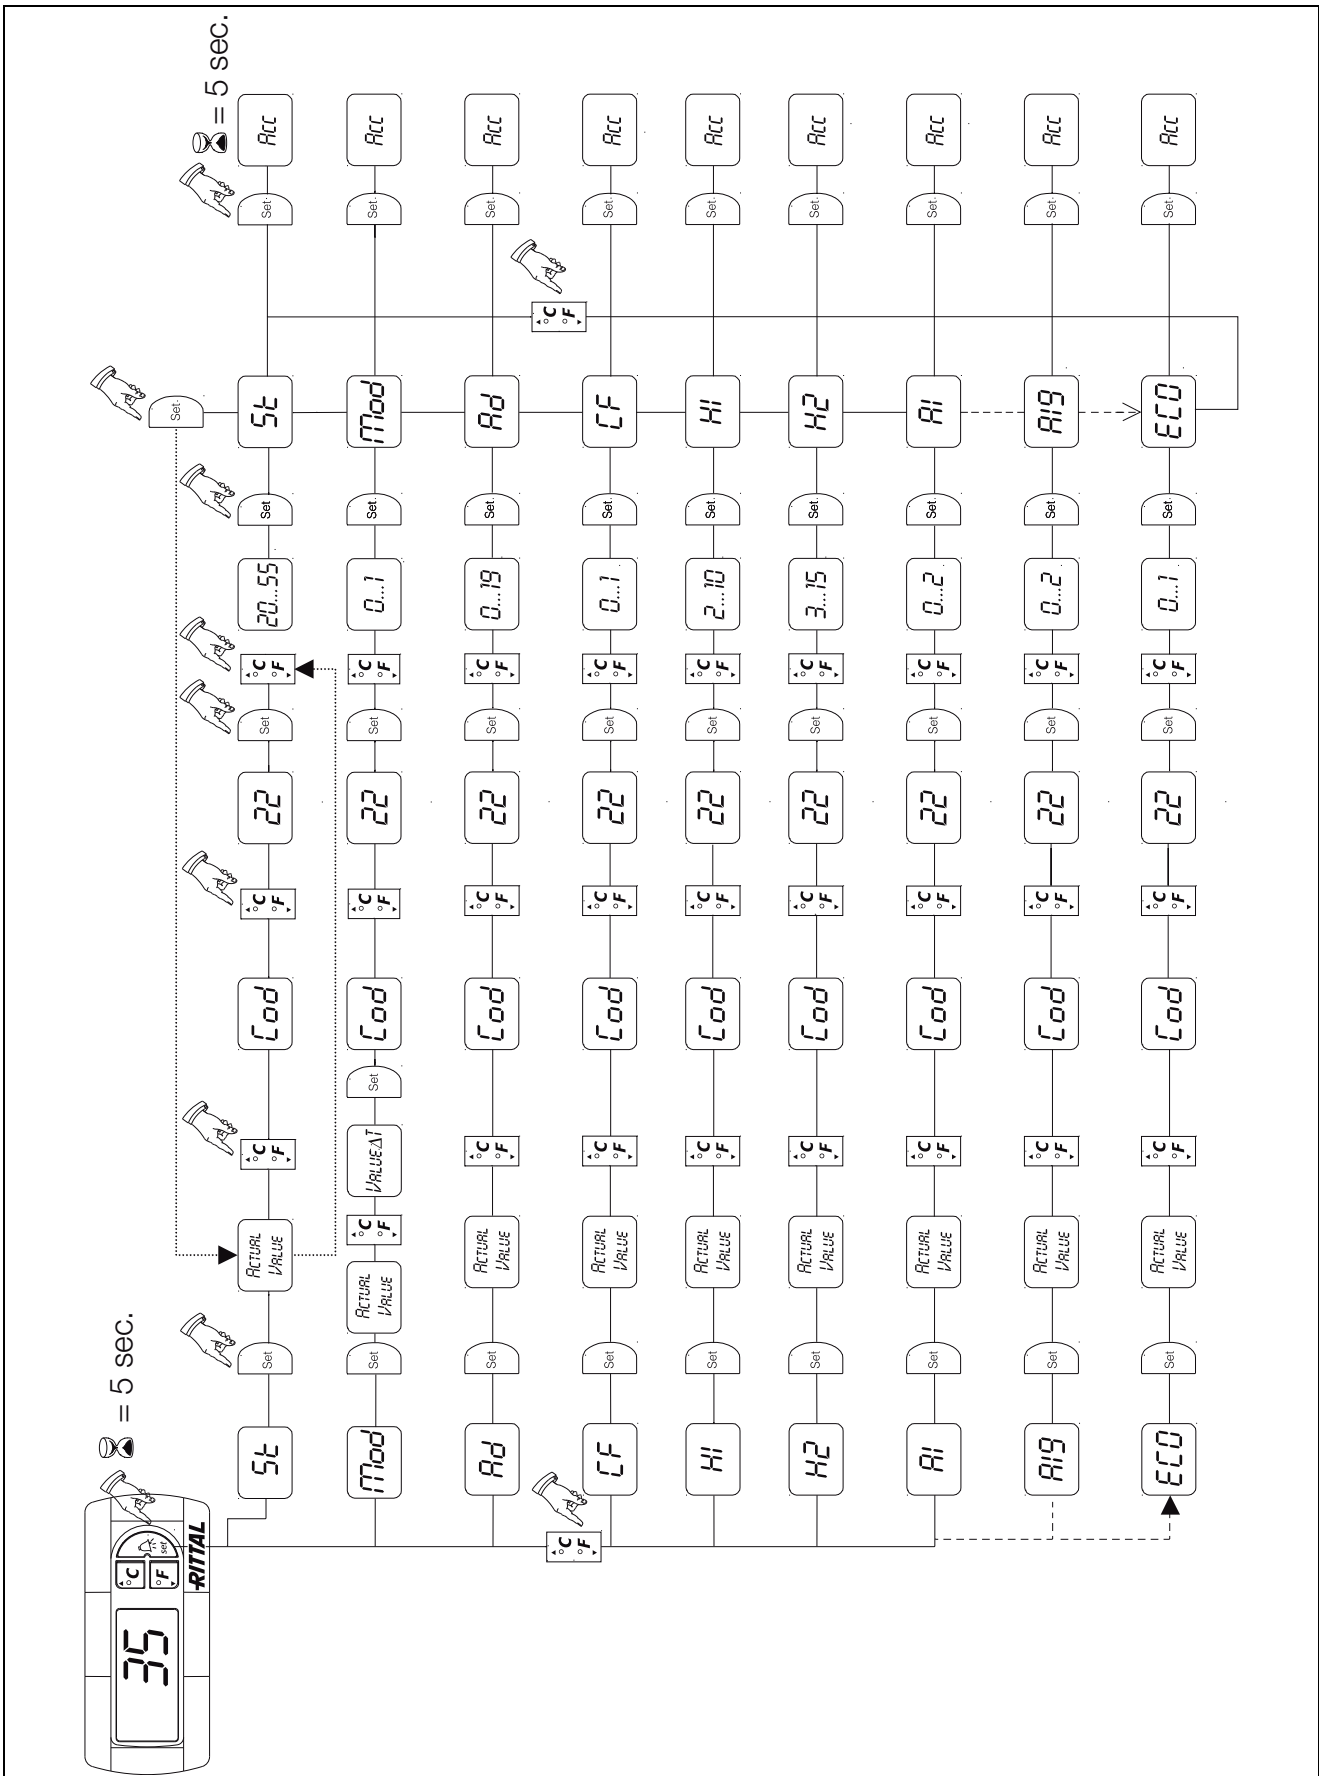 35 °C °F set RITTAL
= 5 sec.
= 5 sec.
Set
St Set ACTUAL VALUE °C °F Cod °C °F 22 Set °C °F 20...55 Set St Set Acc
Mod Set ACTUAL VALUE °C °F VALUEΔT Set Cod °C °F 22 Set °C °F 0...1 Set Mod Set Acc
Ad Set ACTUAL VALUE °C °F Cod °C °F 22 Set °C °F 0...19 Set Ad Set Acc
°C °F
°C °F
CF Set ACTUAL VALUE °C °F Cod °C °F 22 Set °C °F 0...1 Set CF Set Acc
H1 Set ACTUAL VALUE °C °F Cod °C °F 22 Set °C °F 2...10 Set H1 Set Acc
H2 Set ACTUAL VALUE °C °F Cod °C °F 22 Set °C °F 3...15 Set H2 Set Acc
A1 Set ACTUAL VALUE °C °F Cod °C °F 22 Set °C °F 0...2 Set A1 Set Acc
A19 Set ACTUAL VALUE °C °F Cod °C °F 22 Set °C °F 0...2 Set A19 Set Acc
ECO Set ACTUAL VALUE °C °F Cod °C °F 22 Set °C °F 0...1 Set ECO Set Acc